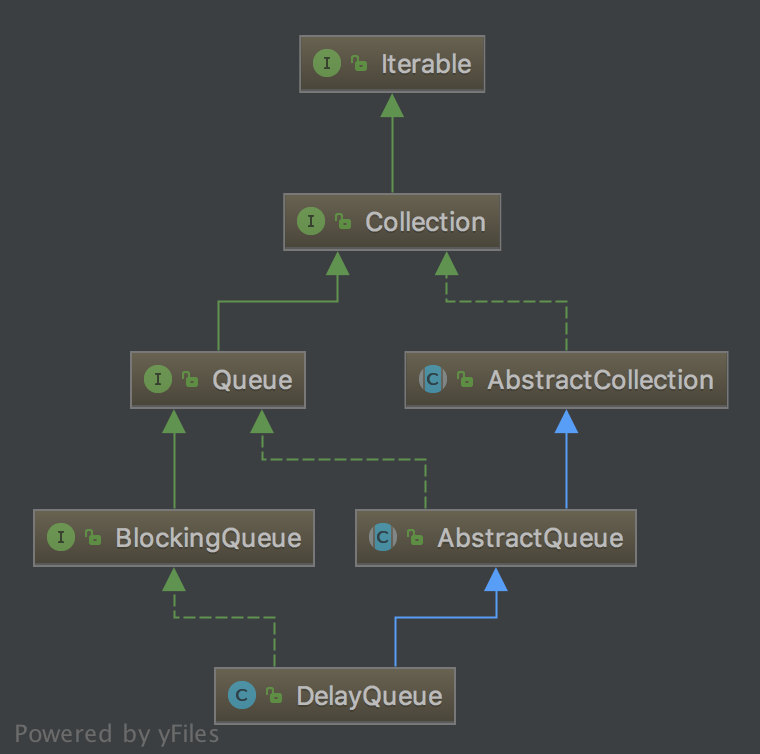 I Iterable
I Collection
I Queue
C AbstractCollection
I BlockingQueue
C AbstractQueue
C DelayQueue
Powered by yFiles